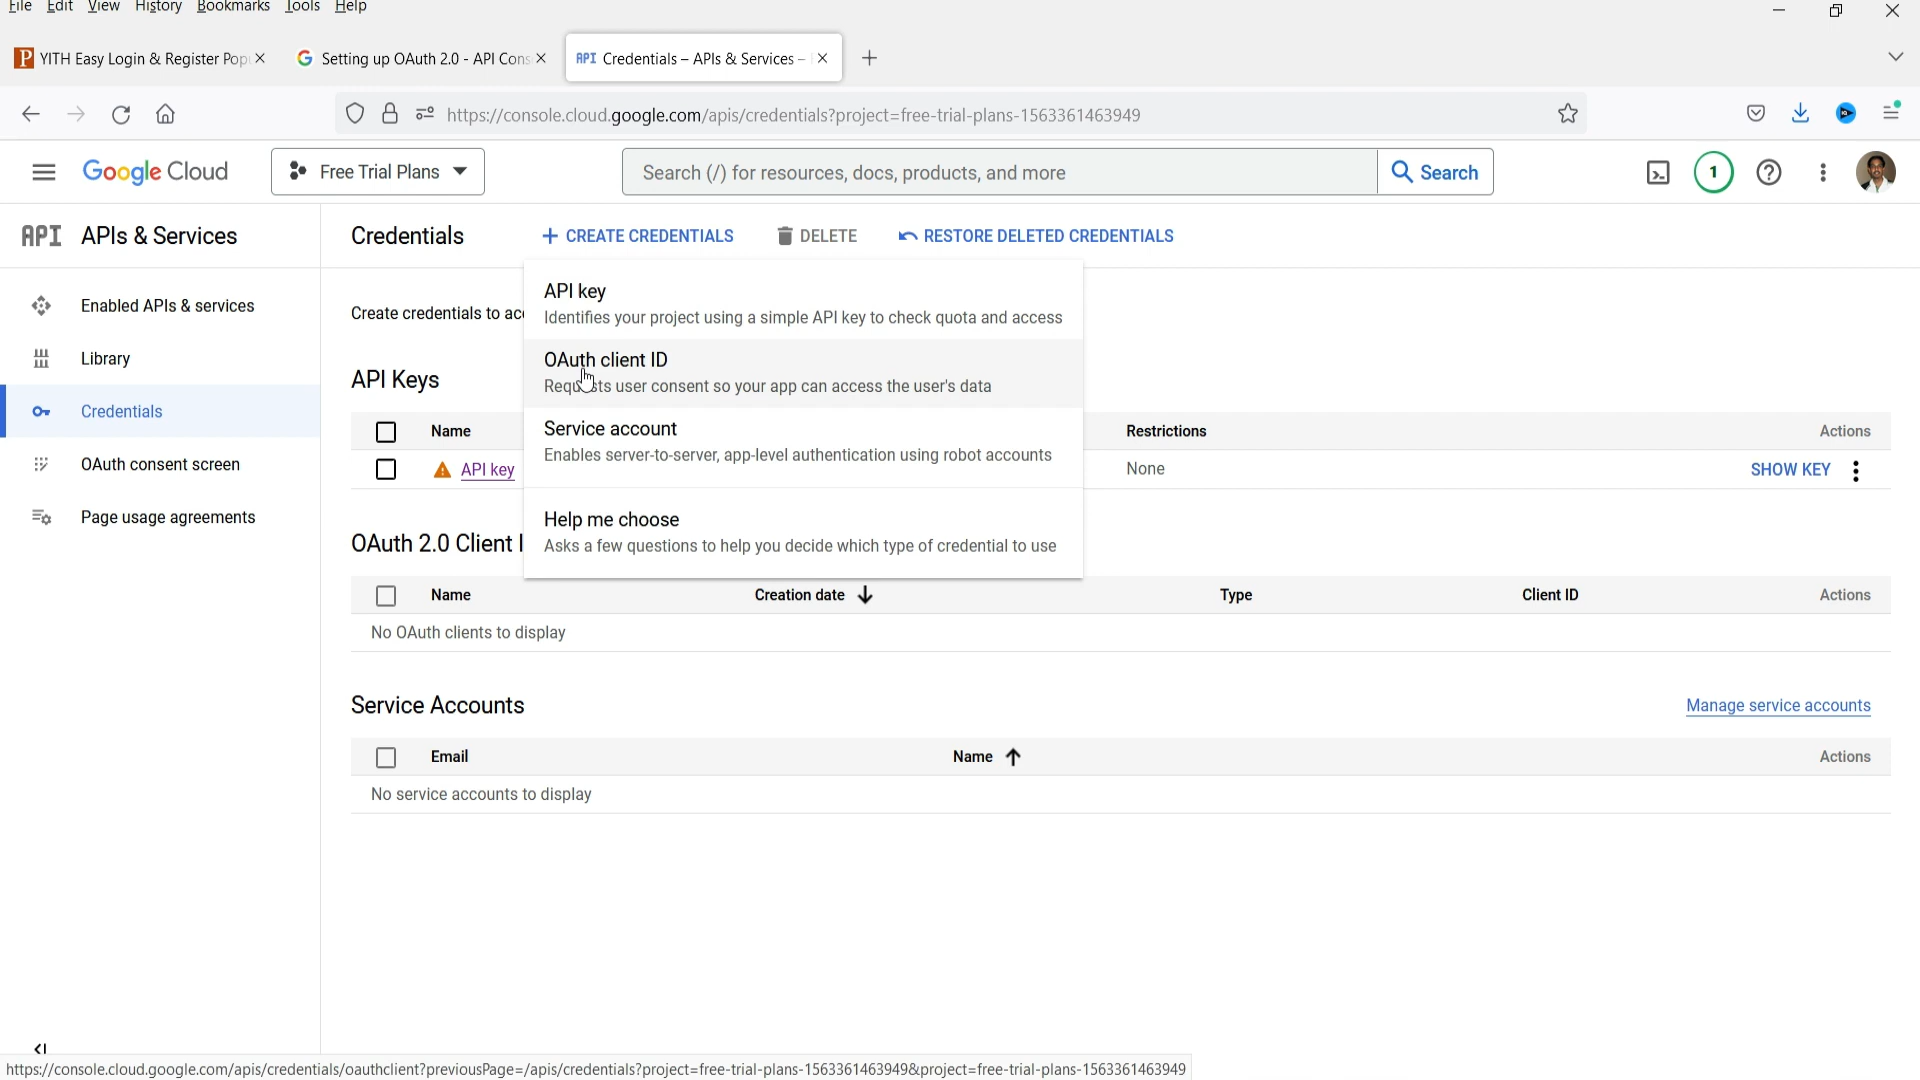 File Edit View History Bookmarks Tools Help
YITH Easy Login & Register Pop
Setting up OAuth 2.0 - API Cons
API Credentials – APIs & Services –
https://console.cloud.google.com/apis/credentials?project=free-trial-plans-1563361463949
Google Cloud
Free Trial Plans
Search (/) for resources, docs, products, and more
Search
1
API APIs & Services
Credentials
+ CREATE CREDENTIALS
DELETE
RESTORE DELETED CREDENTIALS
Enabled APIs & services
Library
Credentials
OAuth consent screen
Page usage agreements
Create credentials to acc
API key
Identifies your project using a simple API key to check quota and access
OAuth client ID
Requests user consent so your app can access the user's data
Service account
Enables server-to-server, app-level authentication using robot accounts
Help me choose
Asks a few questions to help you decide which type of credential to use
API Keys
Name Restrictions Actions
API key None SHOW KEY
OAuth 2.0 Client I
Name Creation date Type Client ID Actions
No OAuth clients to display
Service Accounts
Manage service accounts
Email Name Actions
No service accounts to display
https://console.cloud.google.com/apis/credentials/oauthclient?previousPage=/apis/credentials?project=free-trial-plans-1563361463949&project=free-trial-plans-1563361463949